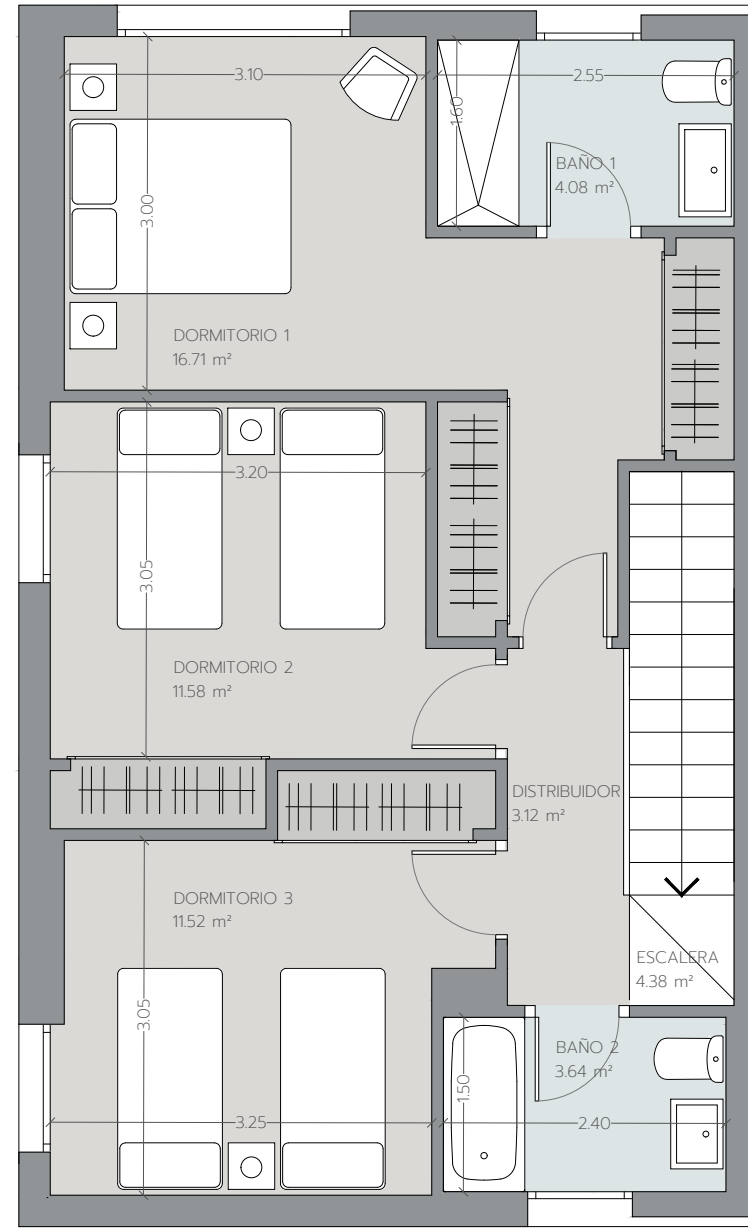 3.10
2.55
1.60
BAÑO 1
4.08 m²
3.00
DORMITORIO 1
16.71 m²
3.20
3.05
DORMITORIO 2
11.58 m²
DISTRIBUIDOR
3.12 m²
DORMITORIO 3
11.52 m²
ESCALERA
4.38 m²
3.05
BAÑO 2
3.64 m²
1.50
3.25
2.40